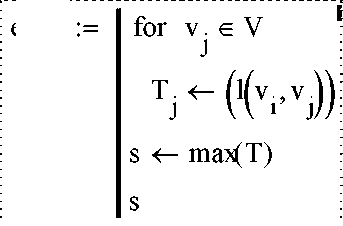 := for v_j ∈ V
T_j ← (l(v_i, v_j))
s ← max(T)
s